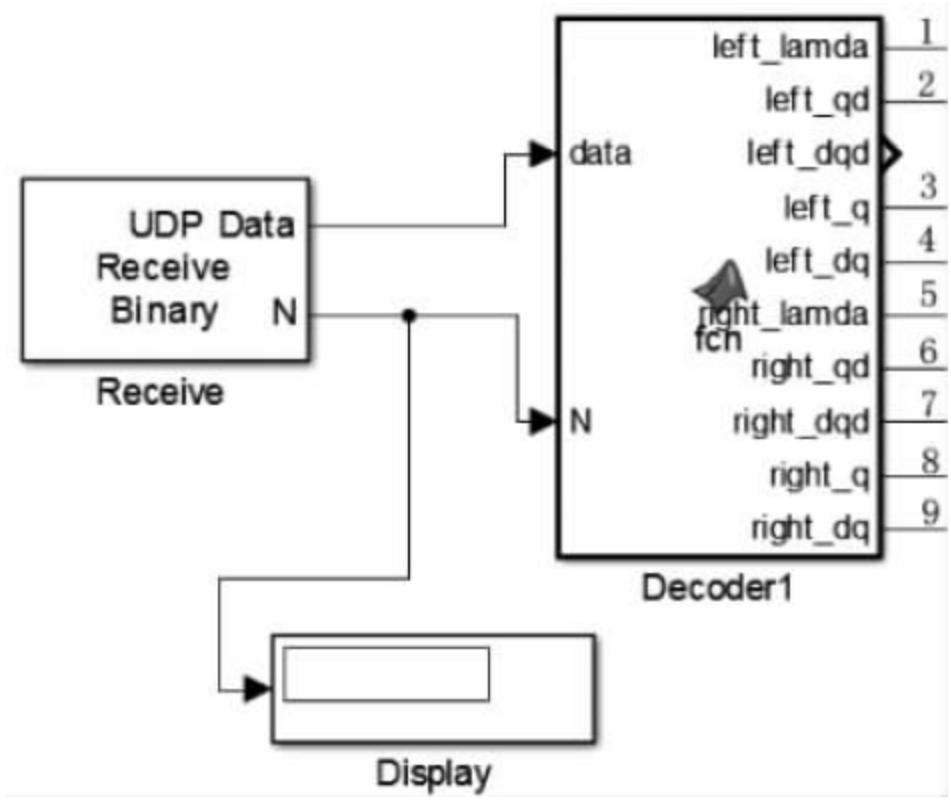 UDP Data
Receive
Binary N
Receive
data
N
left_lamda
left_qd
left_dqd
left_q
left_dq
right_lamda
fcn
right_qd
right_dqd
right_q
right_dq
1
2
3
4
5
6
7
8
9
Decoder1
Display